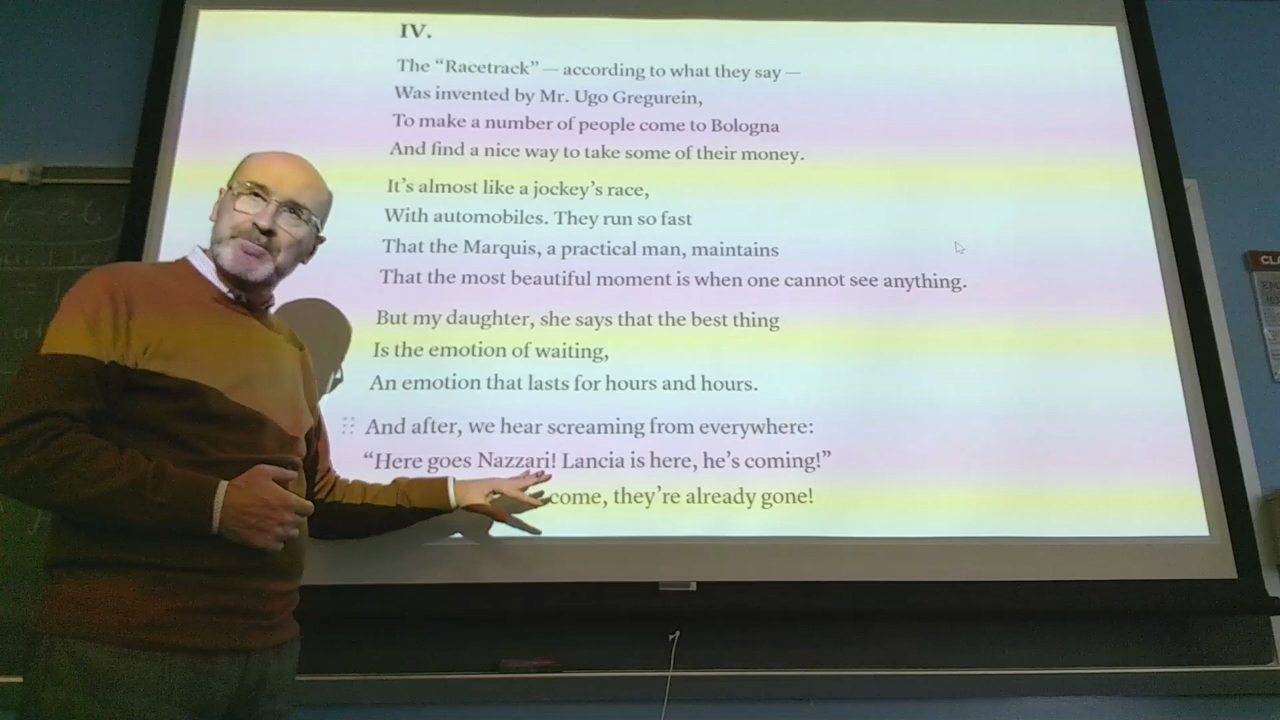 IV.
The “Racetrack” — according to what they say —
Was invented by Mr. Ugo Gregurein,
To make a number of people come to Bologna
And find a nice way to take some of their money.
It’s almost like a jockey’s race,
With automobiles. They run so fast
That the Marquis, a practical man, maintains
That the most beautiful moment is when one cannot see anything.
But my daughter, she says that the best thing
Is the emotion of waiting,
An emotion that lasts for hours and hours.
And after, we hear screaming from everywhere:
“Here goes Nazzari! Lancia is here, he’s coming!”
come, they’re already gone!
CLA